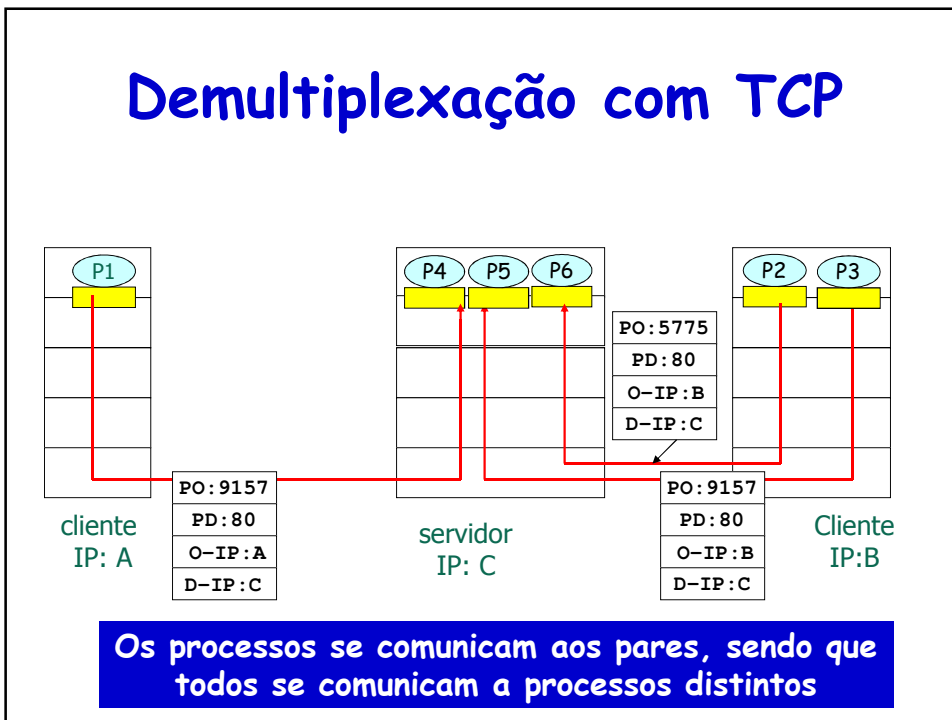 Demultiplexação com TCP
P1
P4
P5
P6
P2
P3
PO:5775
PD:80
O-IP:B
D-IP:C
PO:9157
PD:80
O-IP:A
D-IP:C
PO:9157
PD:80
O-IP:B
D-IP:C
cliente
IP: A
servidor
IP: C
Cliente
IP:B
Os processos se comunicam aos pares, sendo que
todos se comunicam a processos distintos